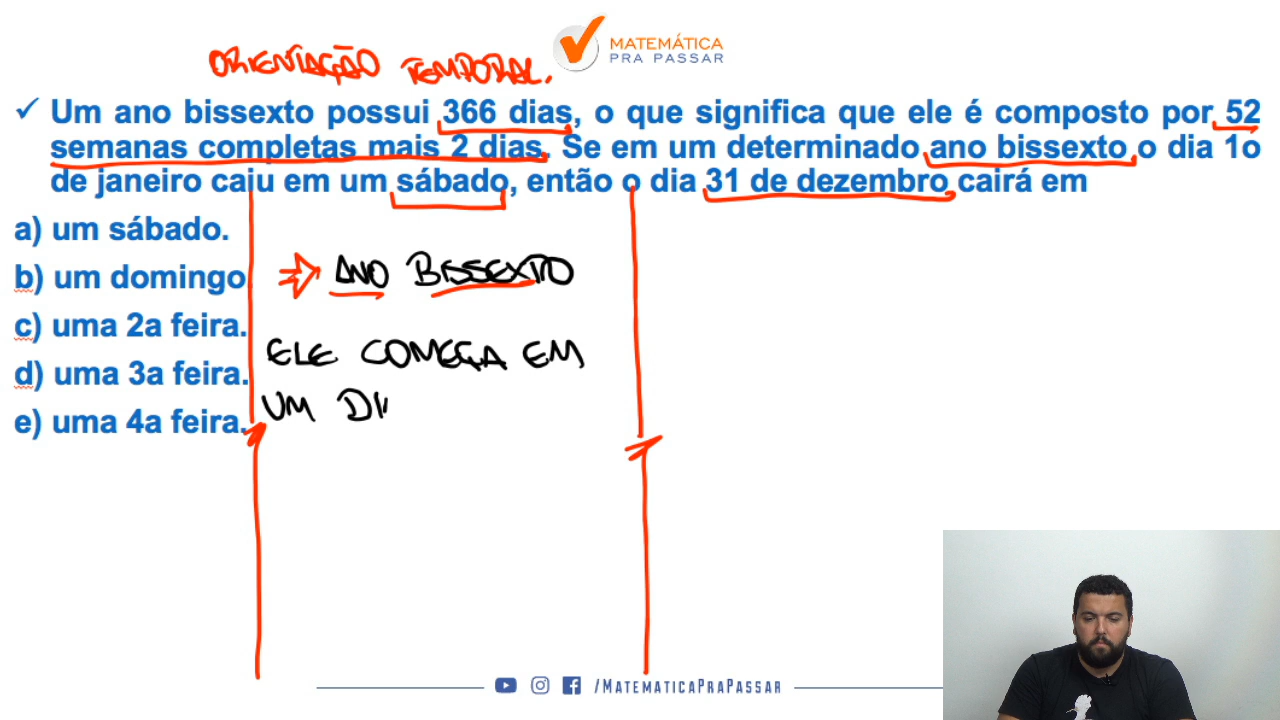 MATEMÁTICA
PRA PASSAR
ORIENTAÇÃO TEMPORAL.
✓ Um ano bissexto possui 366 dias, o que significa que ele é composto por 52
semanas completas mais 2 dias. Se em um determinado ano bissexto o dia 1o
de janeiro caiu em um sábado, então o dia 31 de dezembro cairá em
a) um sábado.
b) um domingo
c) uma 2a feira.
d) uma 3a feira.
e) uma 4a feira.
⇒ ANO BISSEXTO
ELE COMEÇA EM
UM DI
/MATEMATICAPRAPASSAR